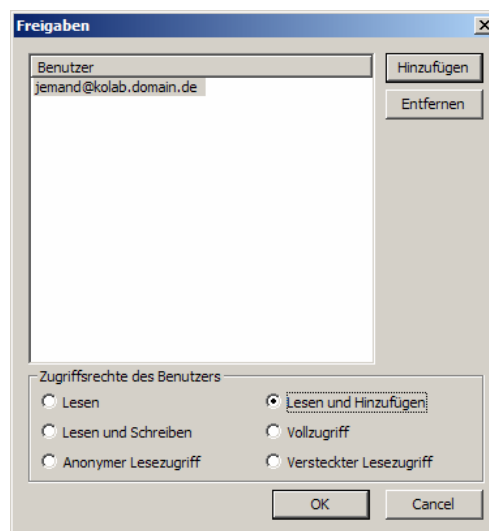 Freigaben
Benutzer
Hinzufügen
jemand@kolab.domain.de
Entfernen
Zugriffsrechte des Benutzers
Lesen
Lesen und Hinzufügen
Lesen und Schreiben
Vollzugriff
Anonymer Lesezugriff
Versteckter Lesezugriff
OK
Cancel